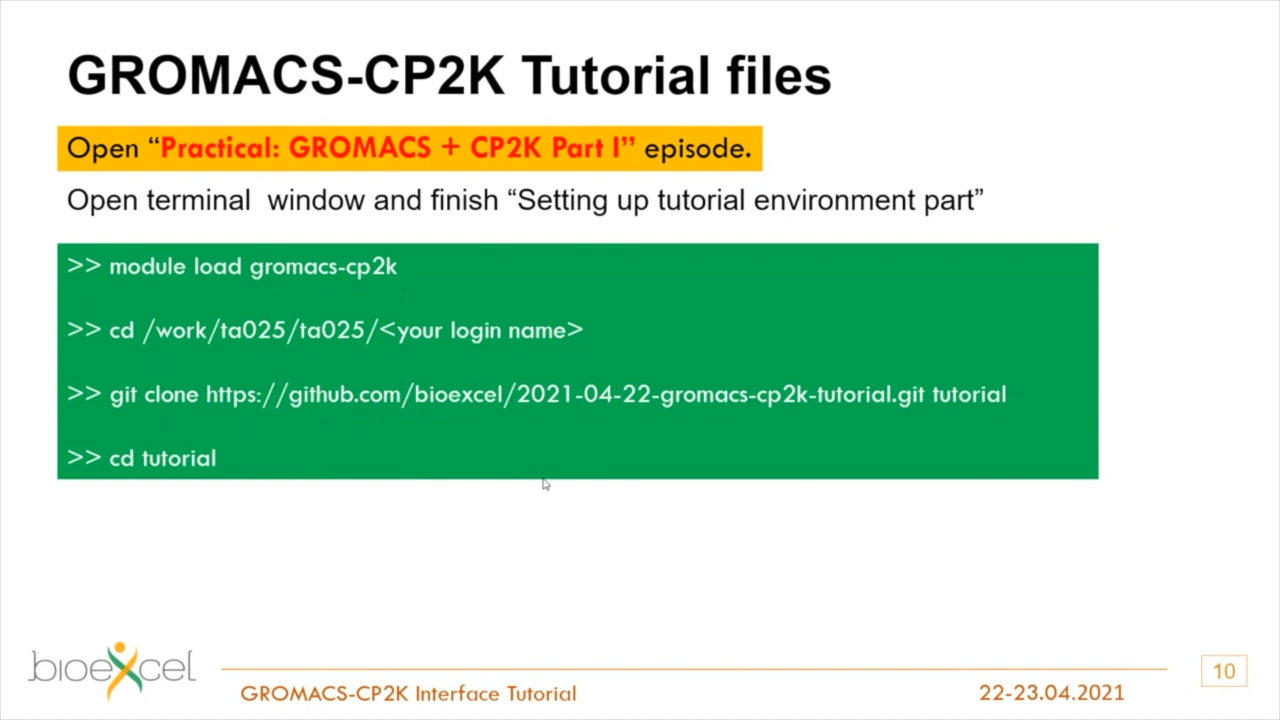 GROMACS-CP2K Tutorial files
Open “Practical: GROMACS + CP2K Part I” episode.
Open terminal  window and finish “Setting up tutorial environment part”
>> module load gromacs-cp2k
>> cd /work/ta025/ta025/<your login name>
>> git clone https://github.com/bioexcel/2021-04-22-gromacs-cp2k-tutorial.git tutorial
>> cd tutorial
bioexcel
GROMACS-CP2K Interface Tutorial
22-23.04.2021
10